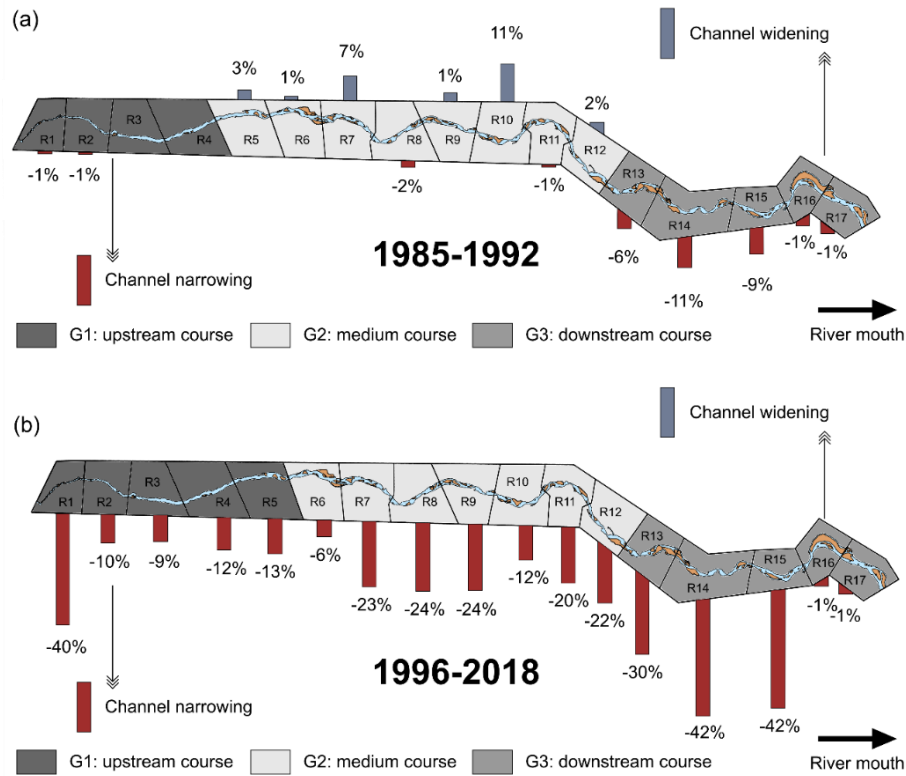 (a)
Channel widening
11%
7%
3%
1%
1%
2%
R1
R2
R3
R4
R5
R6
R7
R8
R9
R10
R11
R12
R13
R14
R15
R16
R17
-1%
-1%
-2%
-1%
-6%
-11%
-9%
-1%
-1%
1985-1992
Channel narrowing
G1: upstream course
G2: medium course
G3: downstream course
River mouth
(b)
Channel widening
R1
R2
R3
R4
R5
R6
R7
R8
R9
R10
R11
R12
R13
R14
R15
R16
R17
-40%
-10%
-9%
-12%
-13%
-6%
-23%
-24%
-24%
-12%
-20%
-22%
-30%
-42%
-42%
-1%
-1%
1996-2018
Channel narrowing
G1: upstream course
G2: medium course
G3: downstream course
River mouth